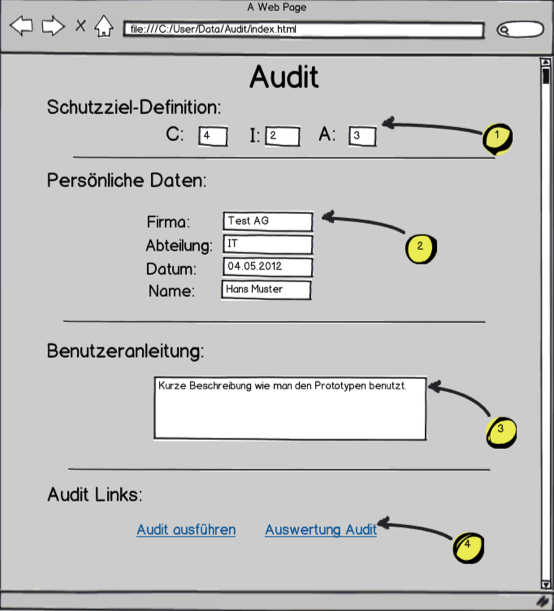 A Web Page
file:///C:/User/Data/Audit/index.html
Audit
Schutzziel-Definition:
C: 4 I: 2 A: 3
1
Persönliche Daten:
Firma: Test AG
2
Abteilung: IT
Datum: 04.05.2012
Name: Hans Muster
Benutzeranleitung:
Kurze Beschreibung wie man den Prototypen benutzt.
3
Audit Links:
Audit ausführen Auswertung Audit
4